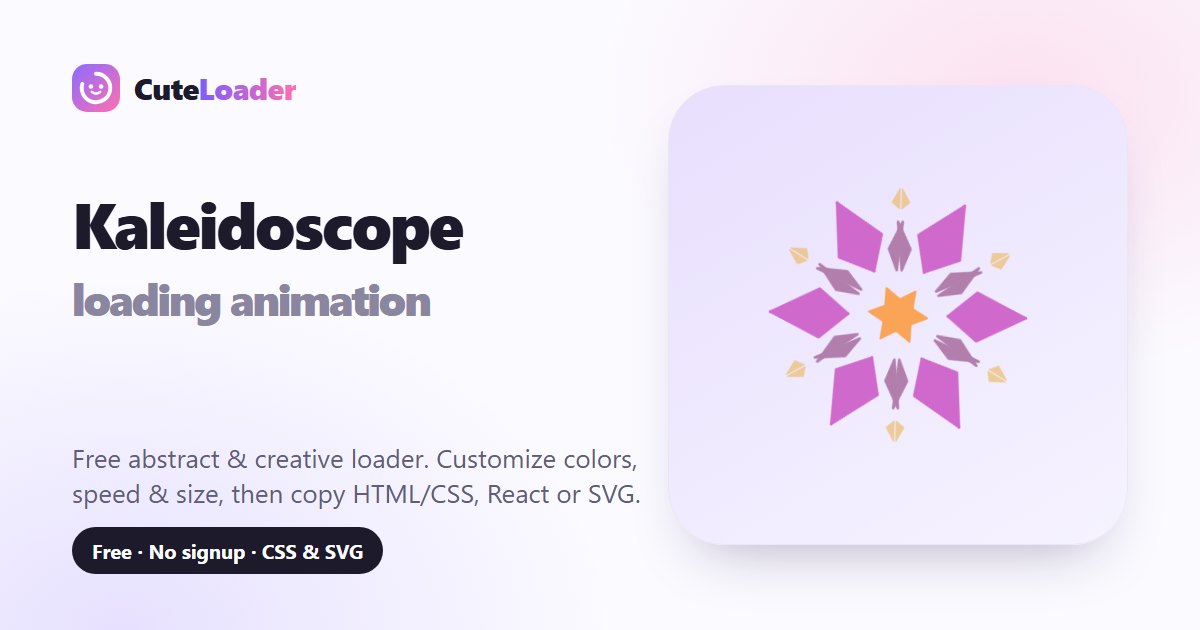 CuteLoader
Kaleidoscope
loading animation
Free abstract & creative loader. Customize colors,
speed & size, then copy HTML/CSS, React or SVG.
Free · No signup · CSS & SVG